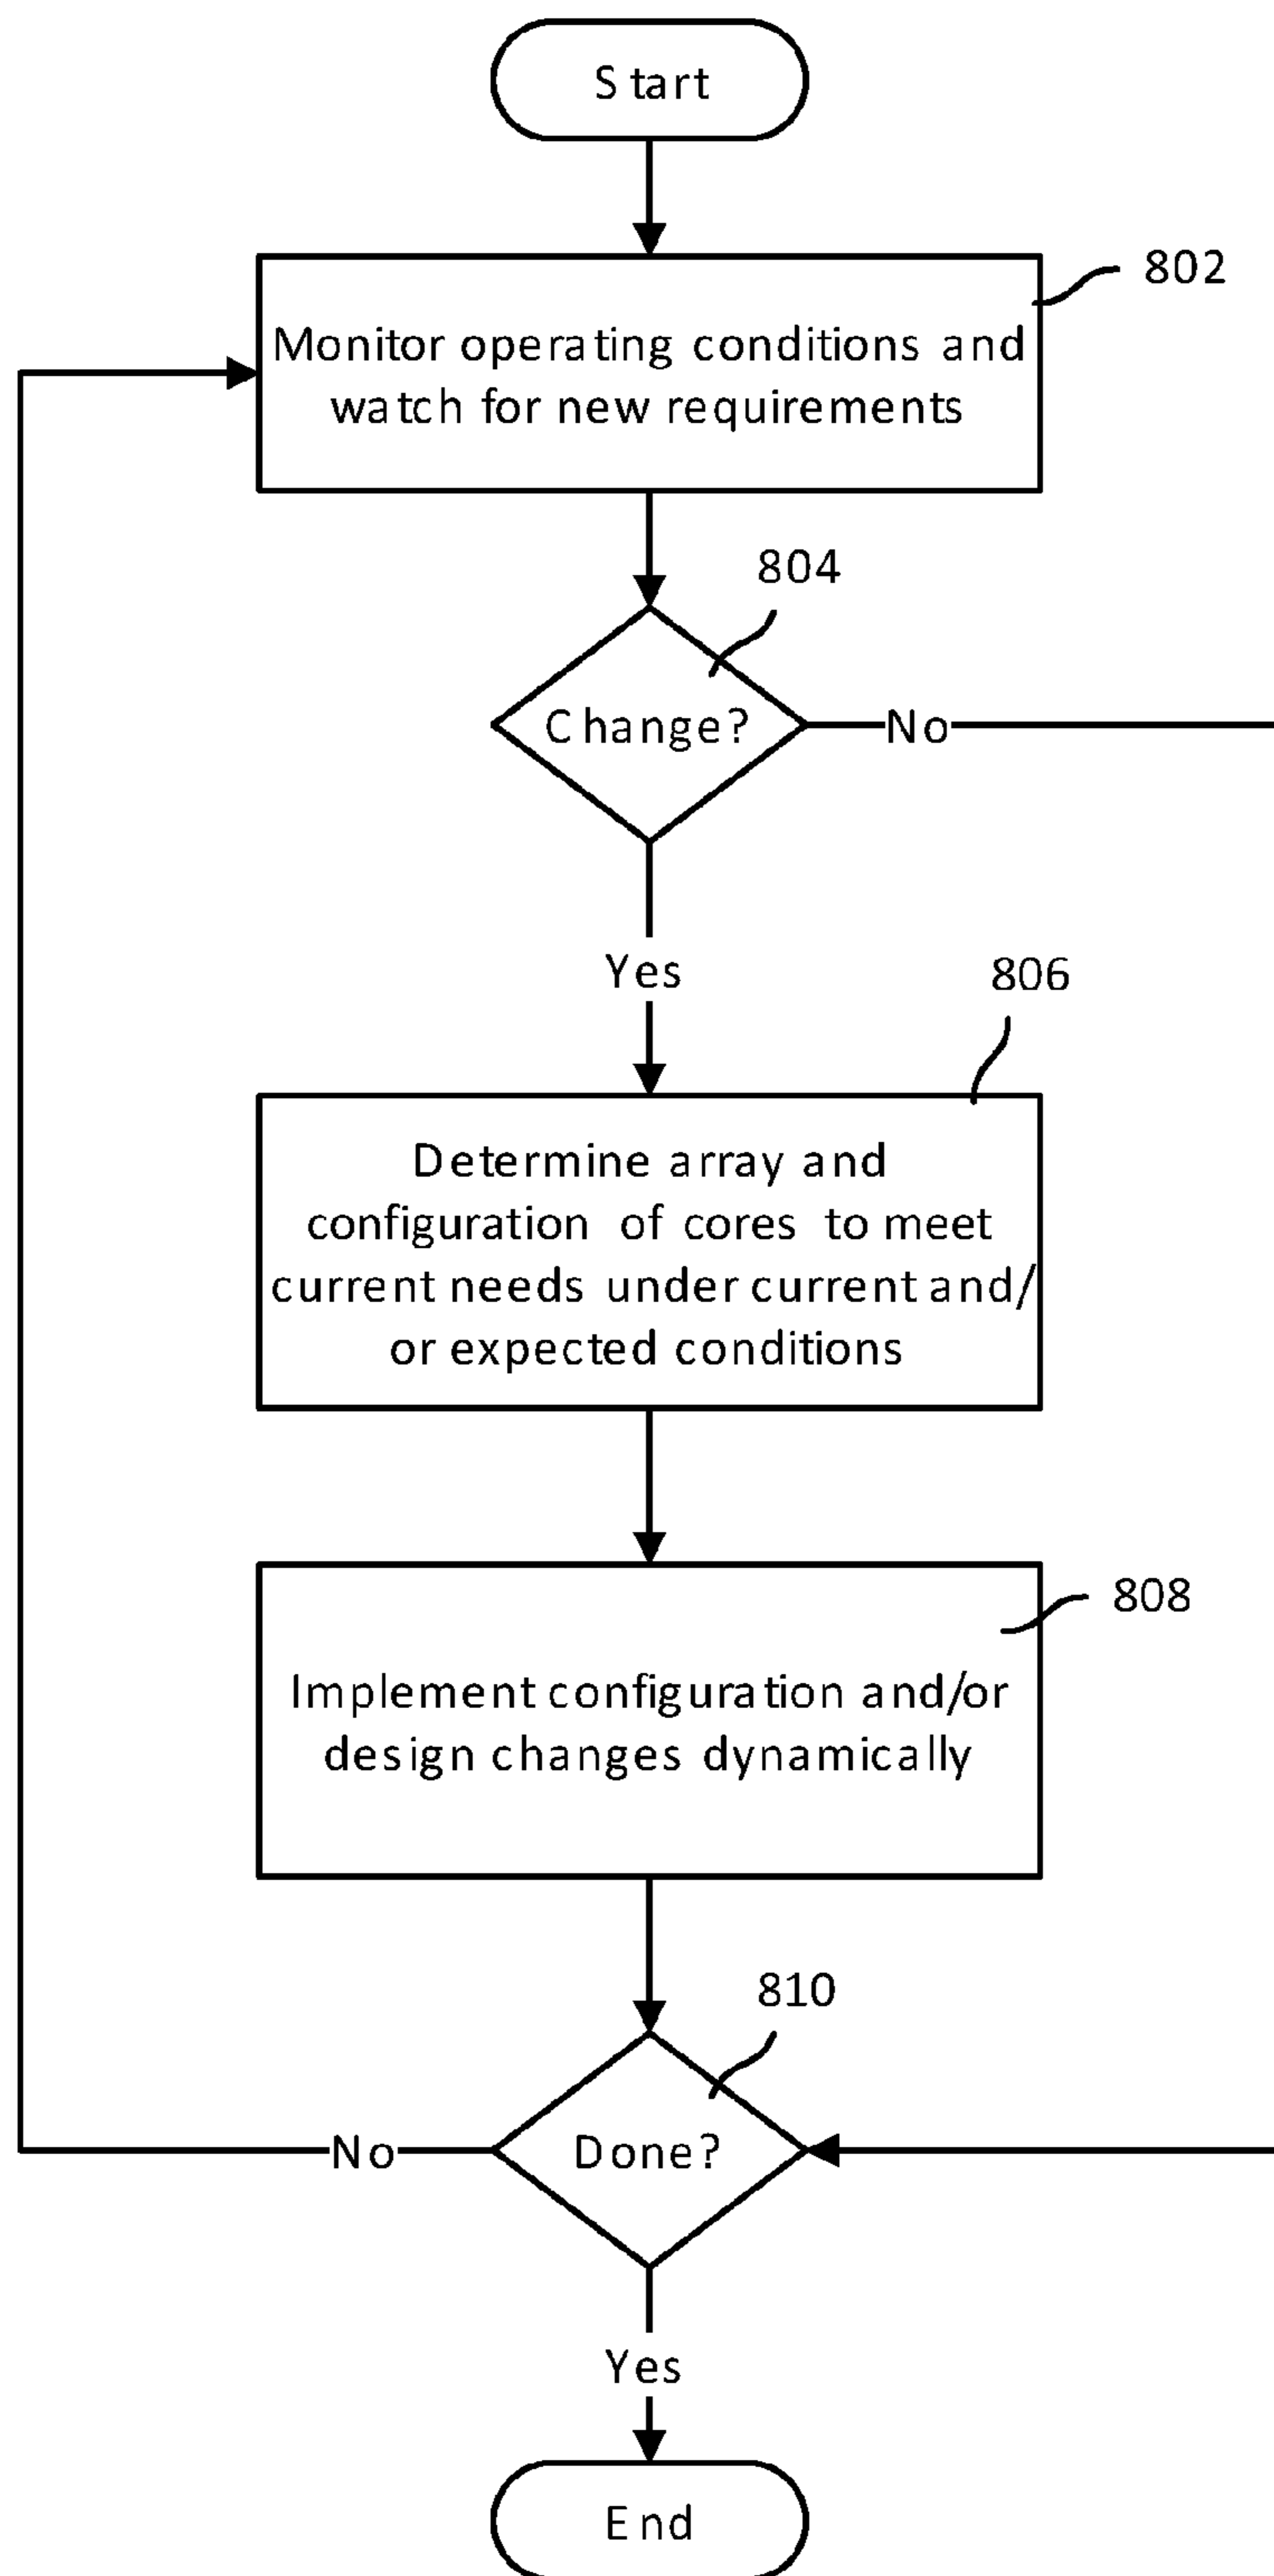 Start
802
Monitor operating conditions and
watch for new requirements
804
Change?
No
Yes
806
Determine array and
configuration of cores to meet
current needs under current and/
or expected conditions
808
Implement configuration and/or
design changes dynamically
810
Done?
No
Yes
End